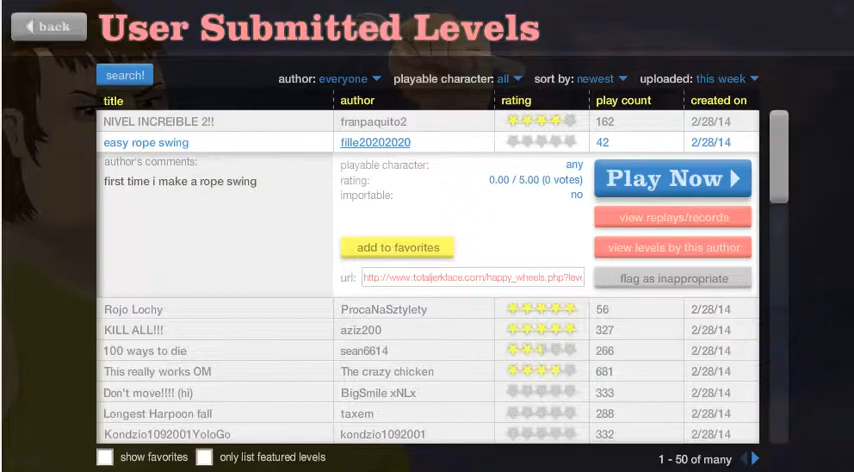 back
User Submitted Levels
search!
author: everyone playable character: all sort by: newest uploaded: this week
title author rating play count created on
NIVEL INCREIBLE 2!! franpaquito2 162 2/28/14
easy rope swing fille20202020 42 2/28/14
author's comments:
first time i make a rope swing
playable character: any
rating: 0.00 / 5.00 (0 votes)
importable: no
add to favorites
url: http://www.totaljerkface.com/happy_wheels.php?leve
Play Now
view replays/records
view levels by this author
flag as inappropriate
Rojo Lochy ProcaNaSztylety 56 2/28/14
KILL ALL!!! aziz200 327 2/28/14
100 ways to die sean6614 266 2/28/14
This really works OM The crazy chicken 681 2/28/14
Don't move!!!! (hi) BigSmile xNLx 333 2/28/14
Longest Harpoon fall taxem 288 2/28/14
Kondzio1092001YoloGo kondzio1092001 332 2/28/14
show favorites only list featured levels 1 - 50 of many